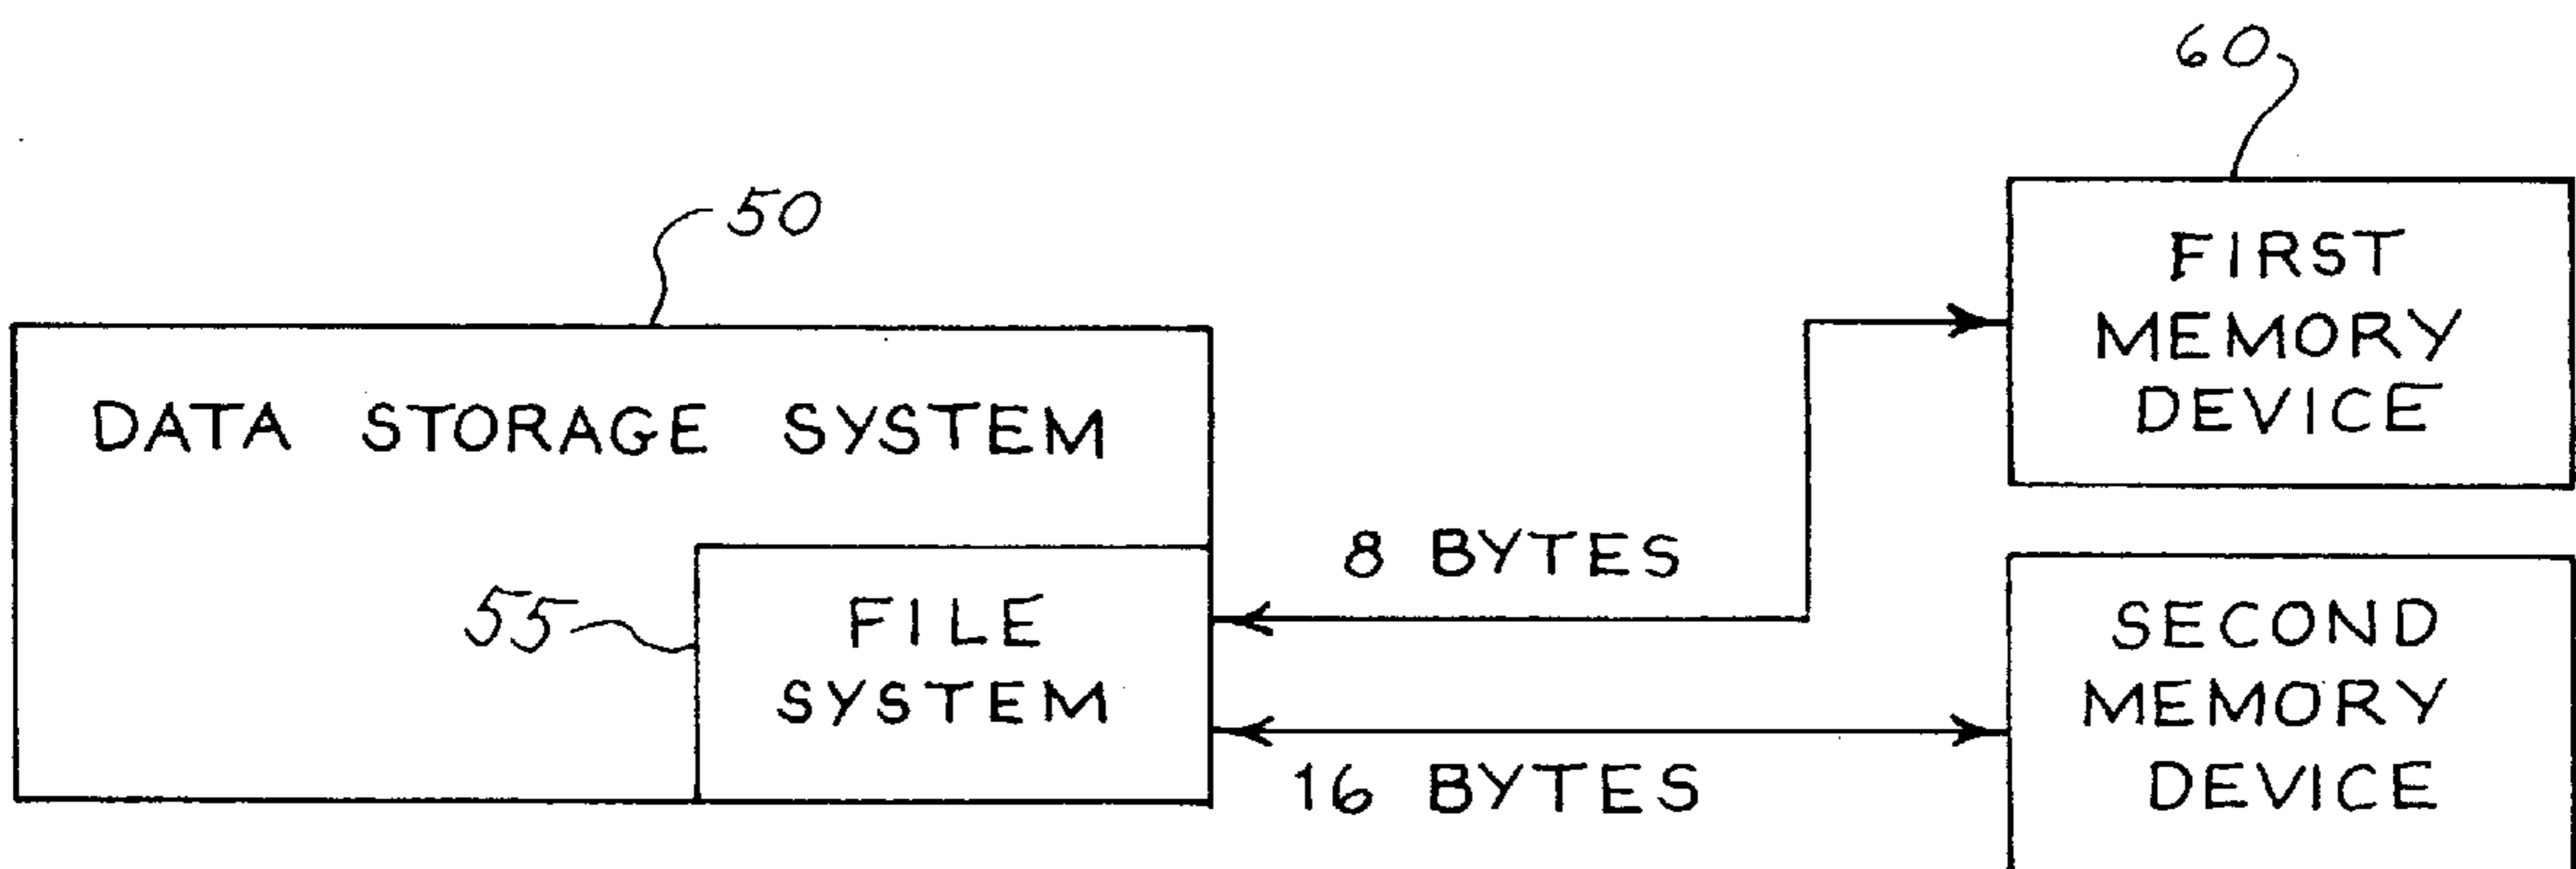 60
50
FIRST
MEMORY
DEVICE
DATA STORAGE SYSTEM
8 BYTES
55
FILE
SYSTEM
SECOND
MEMORY
DEVICE
16 BYTES